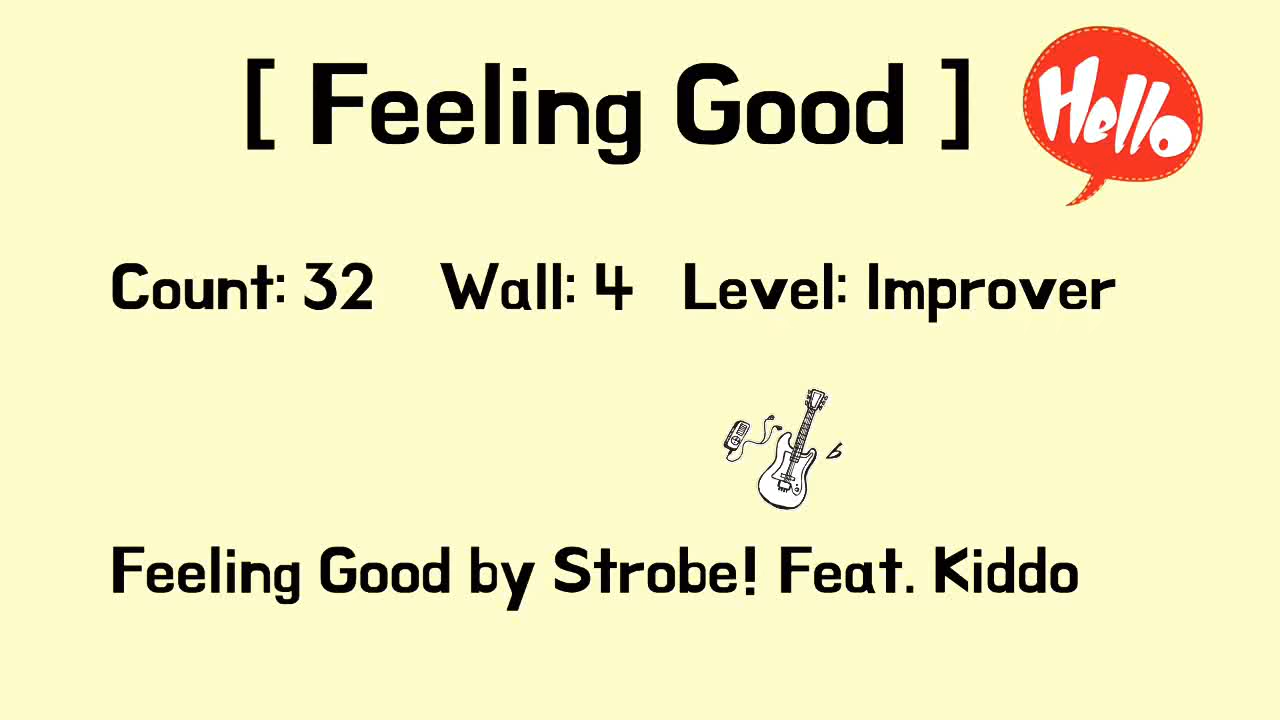 [ Feeling Good ]
Hello
Count: 32 Wall: 4 Level: Improver
Feeling Good by Strobe! Feat. Kiddo